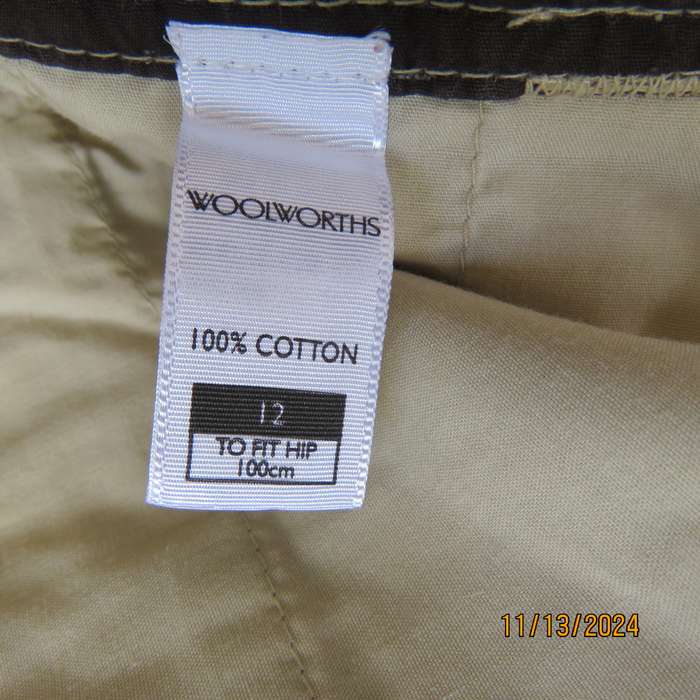 WOOLWORTHS
100% COTTON
12
TO FIT HIP
100cm
11/13/2024